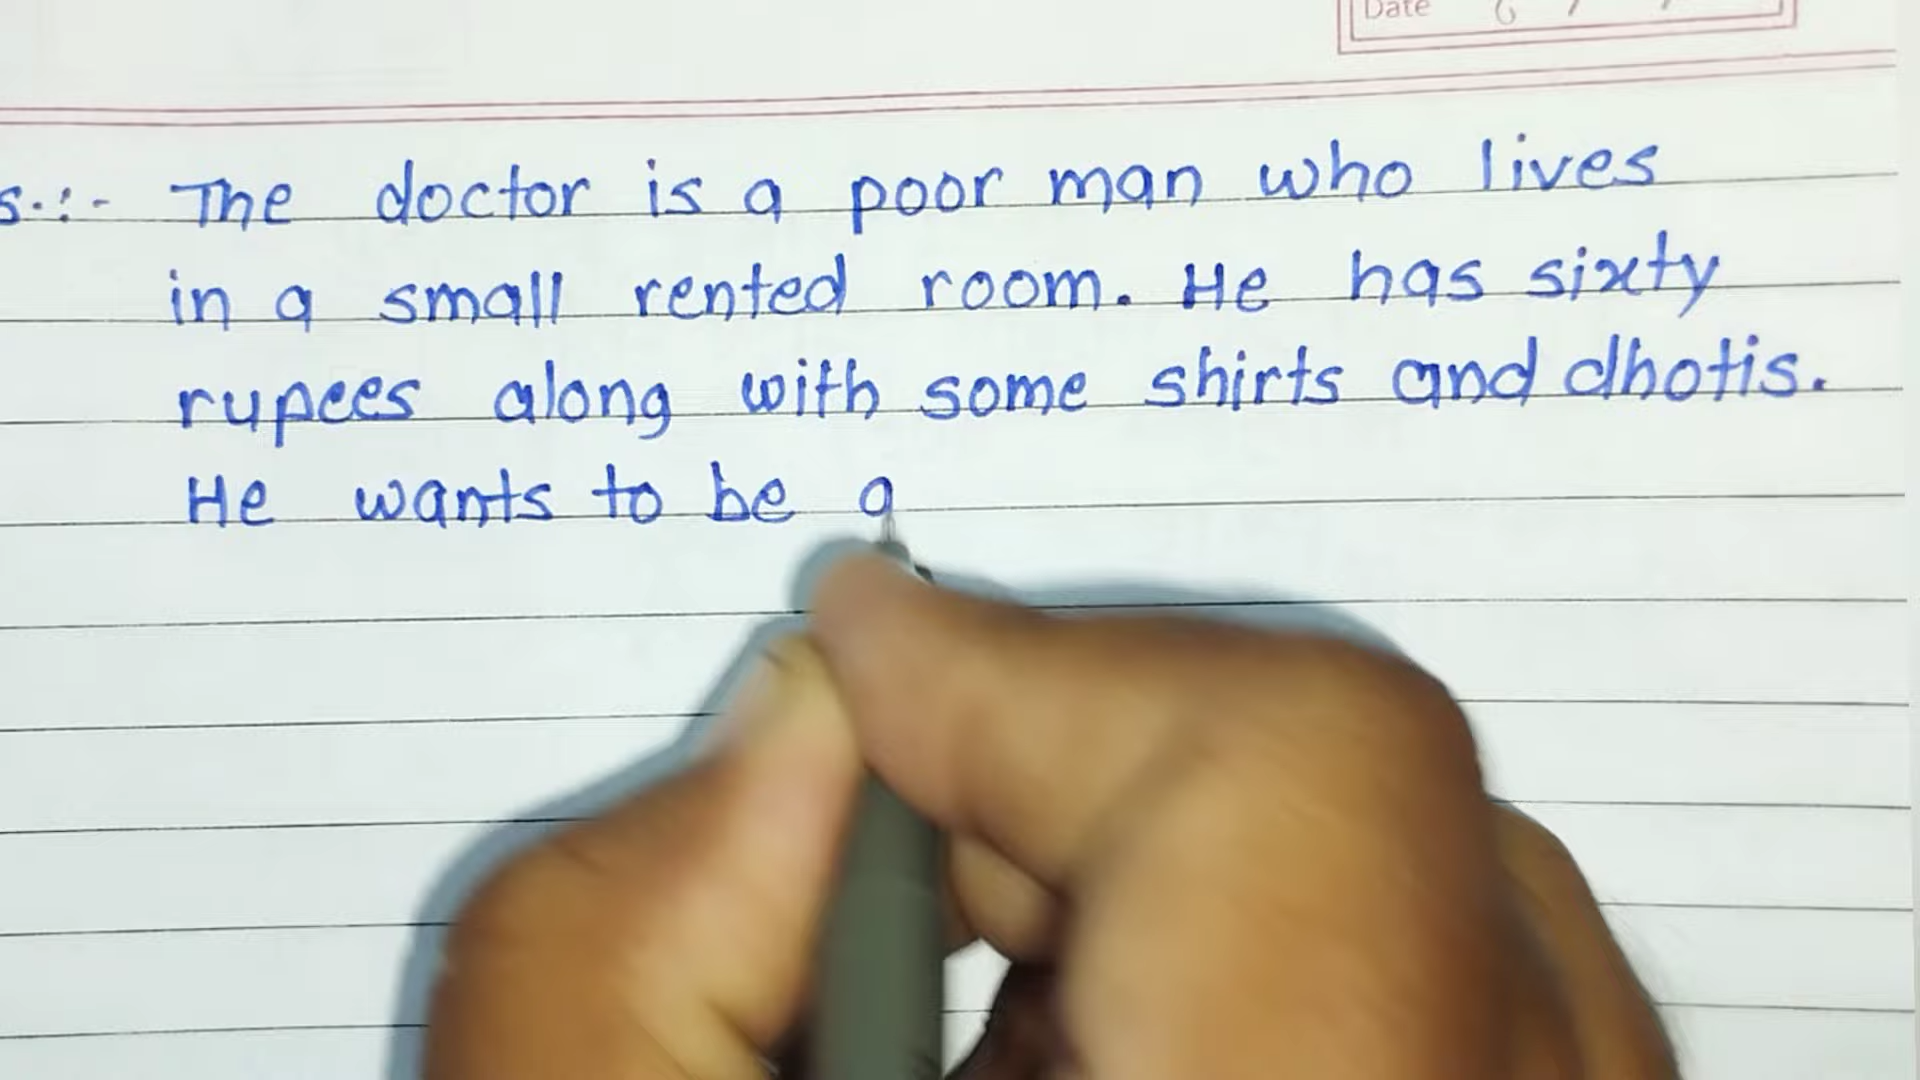 Date
s.:- The doctor is a poor man who lives
in a small rented room. He has sixty
rupees along with some shirts and dhotis.
He wants to be a